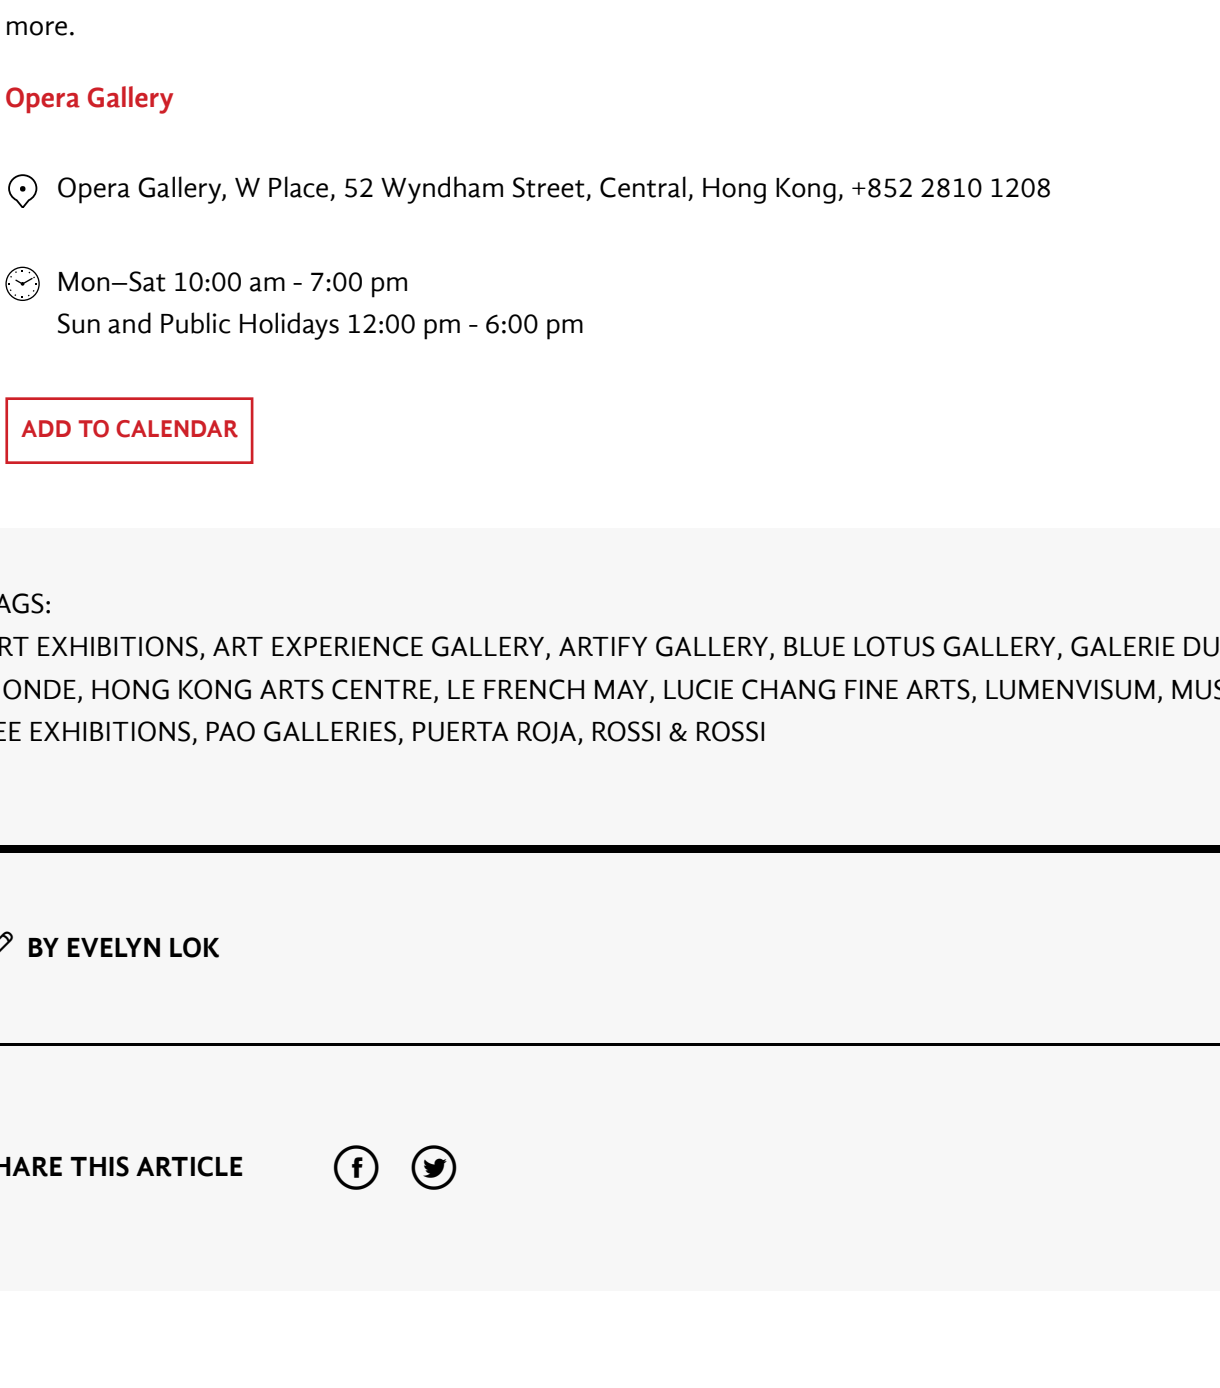 more.
Opera Gallery
Opera Gallery, W Place, 52 Wyndham Street, Central, Hong Kong, +852 2810 1208
Mon—Sat 10:00 am - 7:00 pm
Sun and Public Holidays 12:00 pm - 6:00 pm
ADD TO CALENDAR
AGS:
RT EXHIBITIONS, ART EXPERIENCE GALLERY, ARTIFY GALLERY, BLUE LOTUS GALLERY, GALERIE DU
ONDE, HONG KONG ARTS CENTRE, LE FRENCH MAY, LUCIE CHANG FINE ARTS, LUMENVISUM, MUS
EE EXHIBITIONS, PAO GALLERIES, PUERTA ROJA, ROSSI & ROSSI
BY EVELYN LOK
HARE THIS ARTICLE